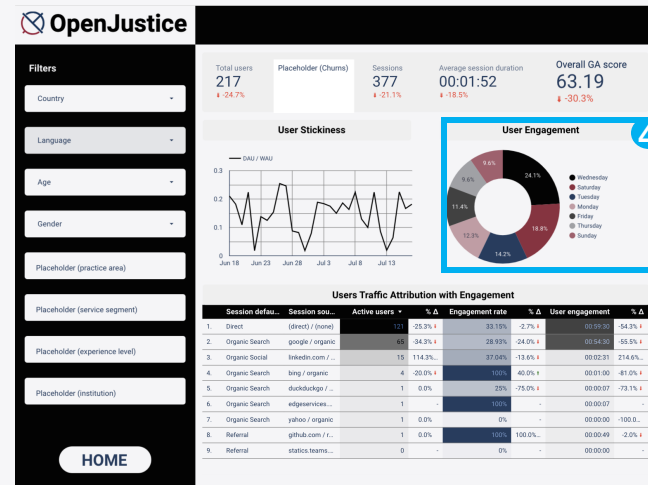 OpenJustice
Filters
Country
Language
Age
Gender
Placeholder (practice area)
Placeholder (service segment)
Placeholder (experience level)
Placeholder (institution)
HOME
Total users
217
-24.7%
Placeholder (Churns)
Sessions
377
-21.1%
Average session duration
00:01:52
-18.5%
Overall GA score
63.19
-30.3%
User Stickiness
DAU / WAU
0.3
0.2
0.1
0
Jun 18 Jun 23 Jun 28 Jul 3 Jul 8 Jul 13
User Engagement
24.1%
18.8%
14.2%
12.3%
11.4%
9.6%
9.6%
Wednesday
Saturday
Tuesday
Monday
Friday
Thursday
Sunday
Users Traffic Attribution with Engagement
Session defau... Session sou... Active users % Δ Engagement rate % Δ User engagement % Δ
1. Direct (direct) / (none) 121 -25.3% 33.15% -2.7% 00:59:30 -54.3%
2. Organic Search google / organic 65 -34.3% 28.93% -24.0% 00:54:30 -55.5%
3. Organic Social linkedin.com / ... 15 114.3%... 37.04% -13.6% 00:02:31 214.6%...
4. Organic Search bing / organic 4 -20.0% 100% 40.0% 00:01:00 -81.0%
5. Organic Search duckduckgo / ... 1 0.0% 25% -75.0% 00:00:07 -73.1%
6. Organic Search edgeservices.... 1 - 100% - 00:00:07 -
7. Organic Search yahoo / organic 1 0.0% 0% - 00:00:00 -100.0...
8. Referral github.com / r... 1 0.0% 100% 100.0%... 00:00:49 -2.0%
9. Referral statics.teams.... 0 - 0% - 00:00:00 -